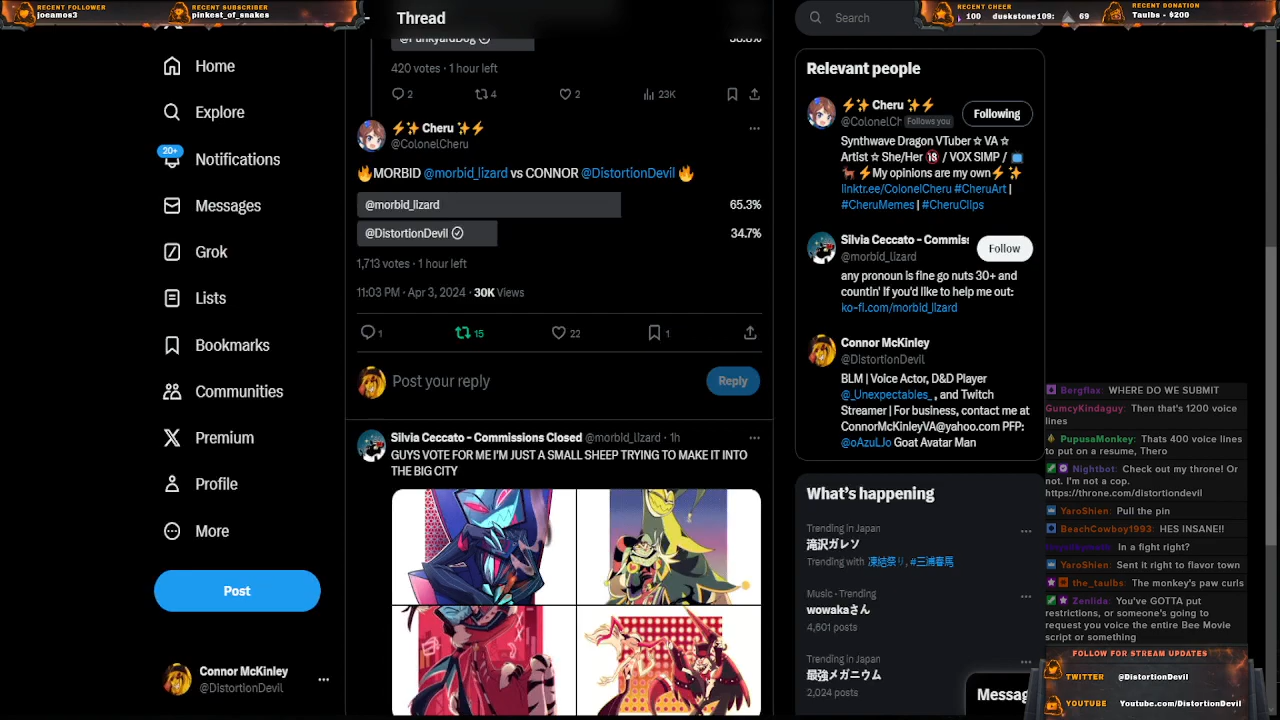 RECENT FOLLOWER
joeamos3
RECENT SUBSCRIBER
pinkest_of_snakes
RECENT CHEER
100 duskstone109: 69
RECENT DONATION
Taulbs - $200
Home
Explore
20+
Notifications
Messages
Grok
Lists
Bookmarks
Communities
Premium
Profile
More
Post
Connor McKinley
@DistortionDevil
Thread
420 votes · 1 hour left
2 4 2 23K
⚡✨ Cheru ✨⚡
@ColonelCheru
🔥MORBID @morbid_lizard vs CONNOR @DistortionDevil 🔥
@morbid_lizard 65.3%
@DistortionDevil 34.7%
1,713 votes · 1 hour left
11:03 PM · Apr 3, 2024 · 30K Views
1 15 22 1
Post your reply
Reply
Silvia Ceccato - Commissions Closed @morbid_lizard · 1h
GUYS VOTE FOR ME I'M JUST A SMALL SHEEP TRYING TO MAKE IT INTO
THE BIG CITY
Search
Relevant people
⚡✨ Cheru ✨⚡
@ColonelCh Follows you
Following
Synthwave Dragon VTuber ☆ VA ☆
Artist ☆ She/Her 🔞 / VOX SIMP / 📺
🦌 ⚡My opinions are my own⚡ ✨
linktr.ee/ColonelCheru #CheruArt |
#CheruMemes | #CheruClips
Silvia Ceccato - Commis
@morbid_lizard
Follow
any pronoun is fine go nuts 30+ and
countin' If you'd like to help me out:
ko-fi.com/morbid_lizard
Connor McKinley
@DistortionDevil
BLM | Voice Actor, D&D Player
@_Unexpectables_ , and Twitch
Streamer | For business, contact me at
ConnorMcKinleyVA@yahoo.com PFP:
@oAzuLJo Goat Avatar Man
What's happening
Trending in Japan
滝沢ガレソ
Trending with 凍結祭り, #三浦春馬
Music · Trending
wowakaさん
4,601 posts
Trending in Japan
最強メガニウム
2,024 posts
Messag
Bergflax: WHERE DO WE SUBMIT
GumcyKindaguy: Then that's 1200 voice
lines
PupusaMonkey: Thats 400 voice lines
to put on a resume, Thero
Nightbot: Check out my throne! Or
not. I'm not a cop.
https://throne.com/distortiondevil
YaroShien: Pull the pin
BeachCowboy1993: HES INSANE!!
In a fight right?
YaroShien: Sent it right to flavor town
the_taulbs: The monkey's paw curls
Zenlida: You've GOTTA put
restrictions, or someone's going to
request you voice the entire Bee Movie
script or something
FOLLOW FOR STREAM UPDATES
TWITTER @DistortionDevil
YOUTUBE Youtube.com/DistortionDevil